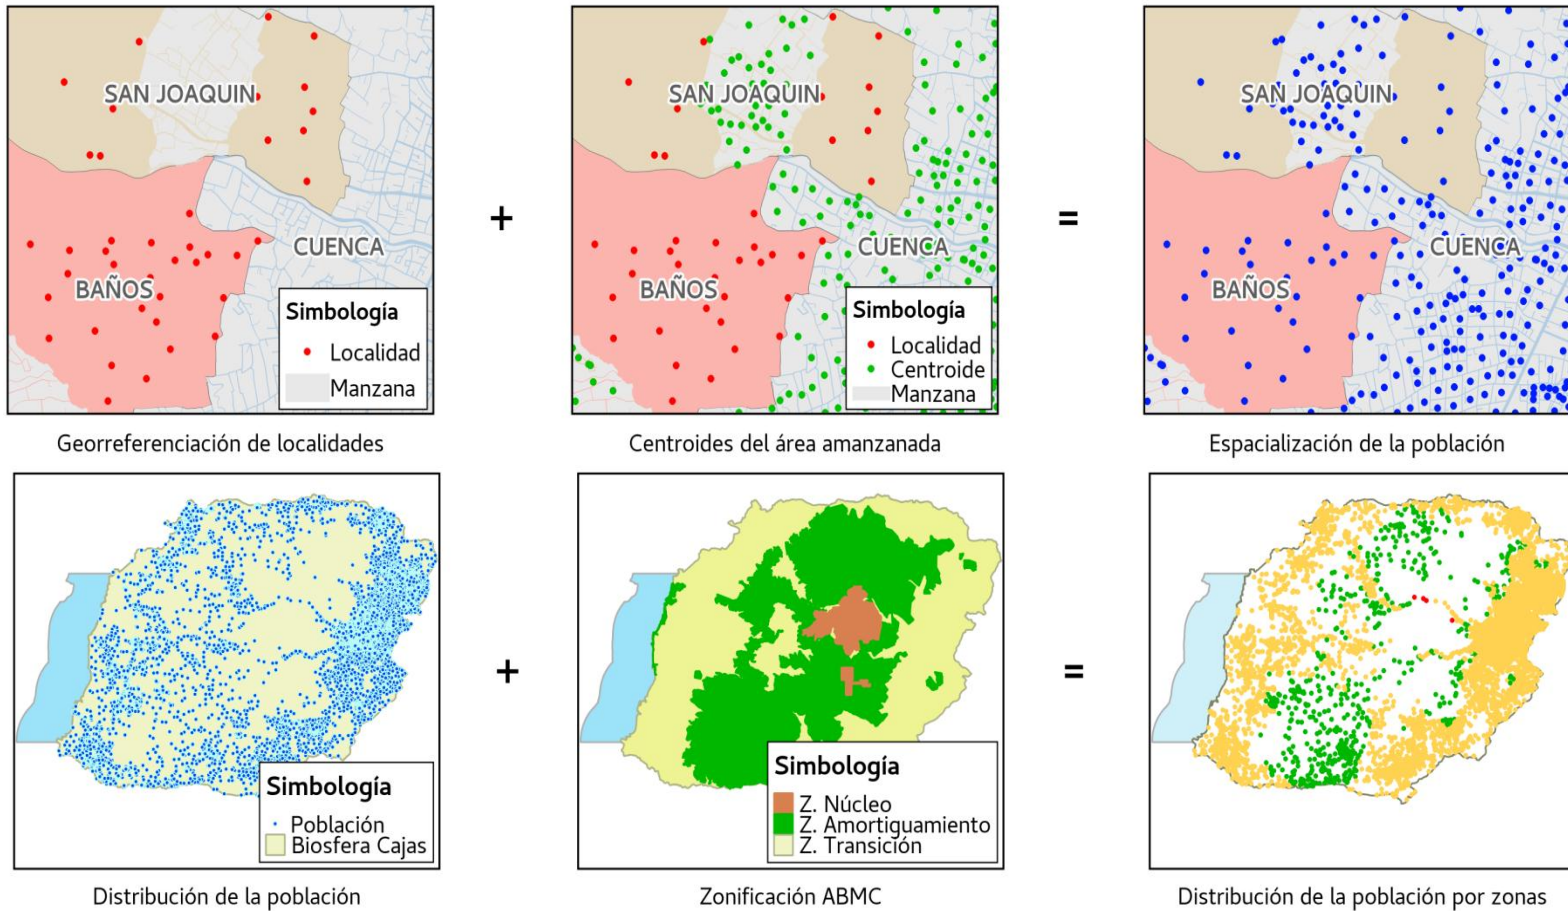 SAN JOAQUIN
CUENCA
BAÑOS
Simbología
Localidad
Manzana
+
SAN JOAQUIN
CUENCA
BAÑOS
Simbología
Localidad
Centroide
Manzana
=
SAN JOAQUIN
CUENCA
BAÑOS
Georreferenciación de localidades
Centroides del área amanzanada
Espacialización de la población
Simbología
Población
Biosfera Cajas
+
Simbología
Z. Núcleo
Z. Amortiguamiento
Z. Transición
=
Distribución de la población
Zonificación ABMC
Distribución de la población por zonas